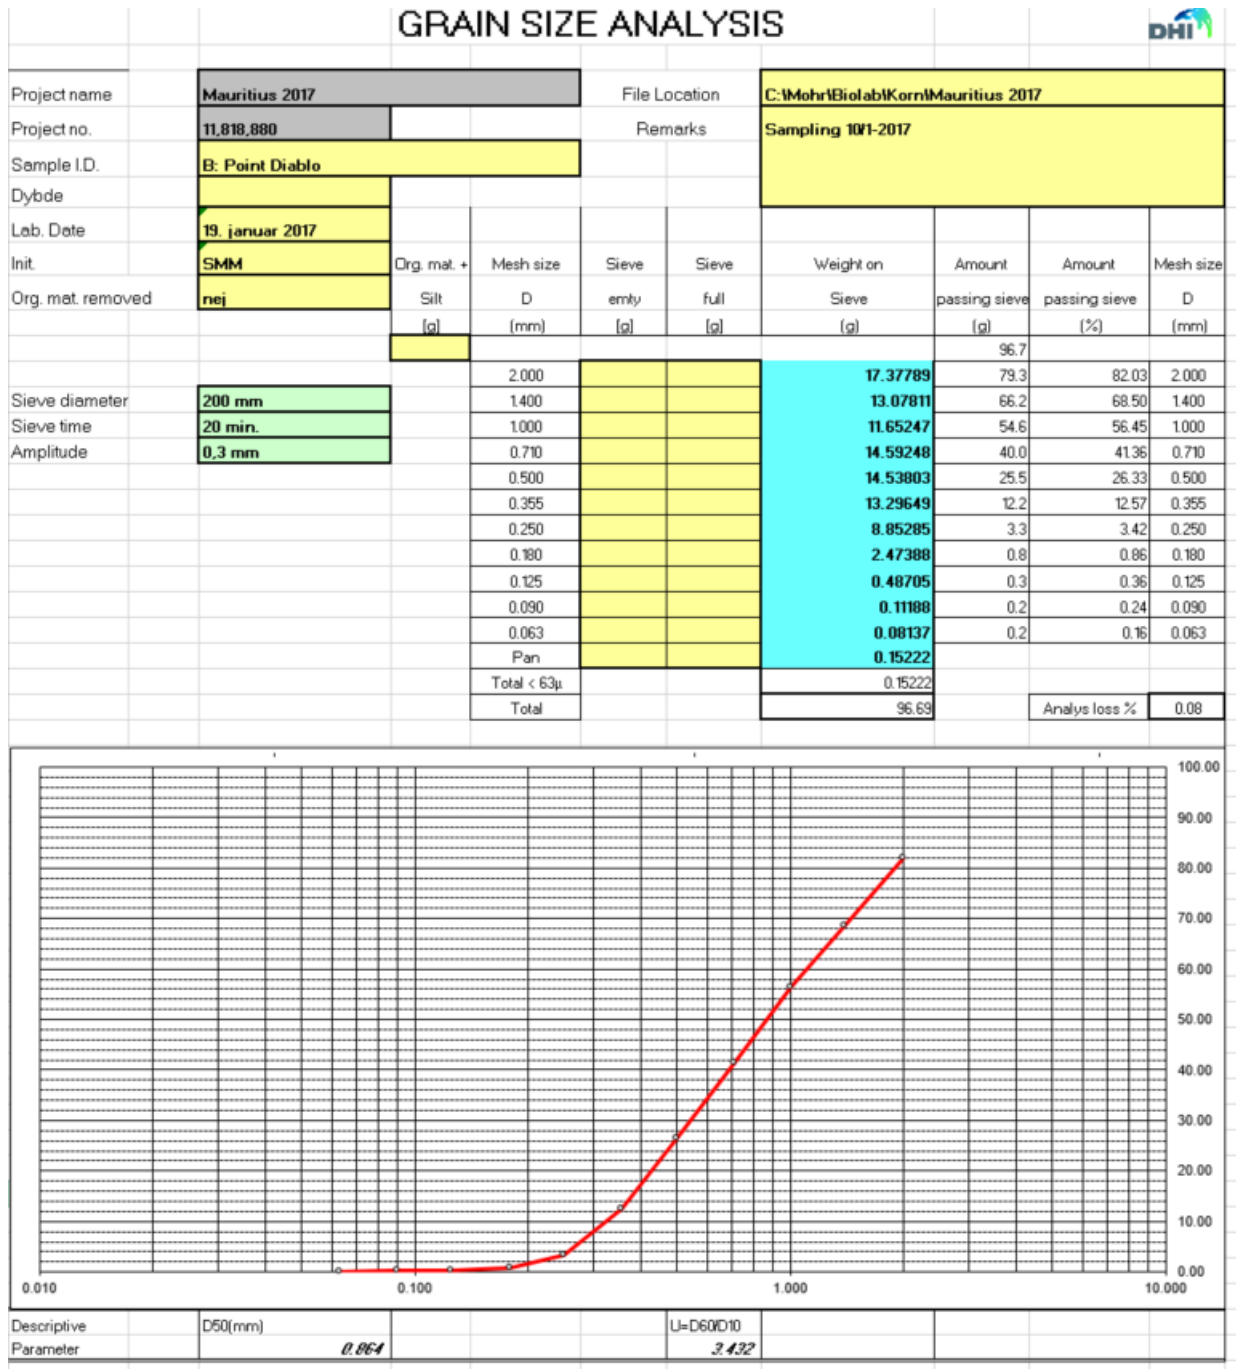 GRAIN SIZE ANALYSIS
DHI
Project name Mauritius 2017 File Location C:\Mohr\Biolab\Korn\Mauritius 2017
Project no. 11,818,880 Remarks Sampling 10/1-2017
Sample I.D. B: Point Diablo
Dybde
Lab. Date 19. januar 2017
Init. SMM Org. mat. + Mesh size Sieve Sieve Weight on Amount Amount Mesh size
Org. mat. removed nej Silt D emty full Sieve passing sieve passing sieve D
[g] (mm) [g] [g] (g) (g) (%) (mm)
96.7
2.000 17.37789 79.3 82.03 2.000
Sieve diameter 200 mm 1.400 13.07811 66.2 68.50 1.400
Sieve time 20 min. 1.000 11.65247 54.6 56.45 1.000
Amplitude 0,3 mm 0.710 14.59248 40.0 41.36 0.710
0.500 14.53803 25.5 26.33 0.500
0.355 13.29649 12.2 12.57 0.355
0.250 8.85285 3.3 3.42 0.250
0.180 2.47388 0.8 0.86 0.180
0.125 0.48705 0.3 0.36 0.125
0.090 0.11188 0.2 0.24 0.090
0.063 0.08137 0.2 0.16 0.063
Pan 0.15222
Total < 63µ 0.15222
Total 96.69 Analys loss % 0.08
100.00
90.00
80.00
70.00
60.00
50.00
40.00
30.00
20.00
10.00
0.00
0.010 0.100 1.000 10.000
Descriptive D50(mm) U=D60/D10
Parameter 0.864 3.432